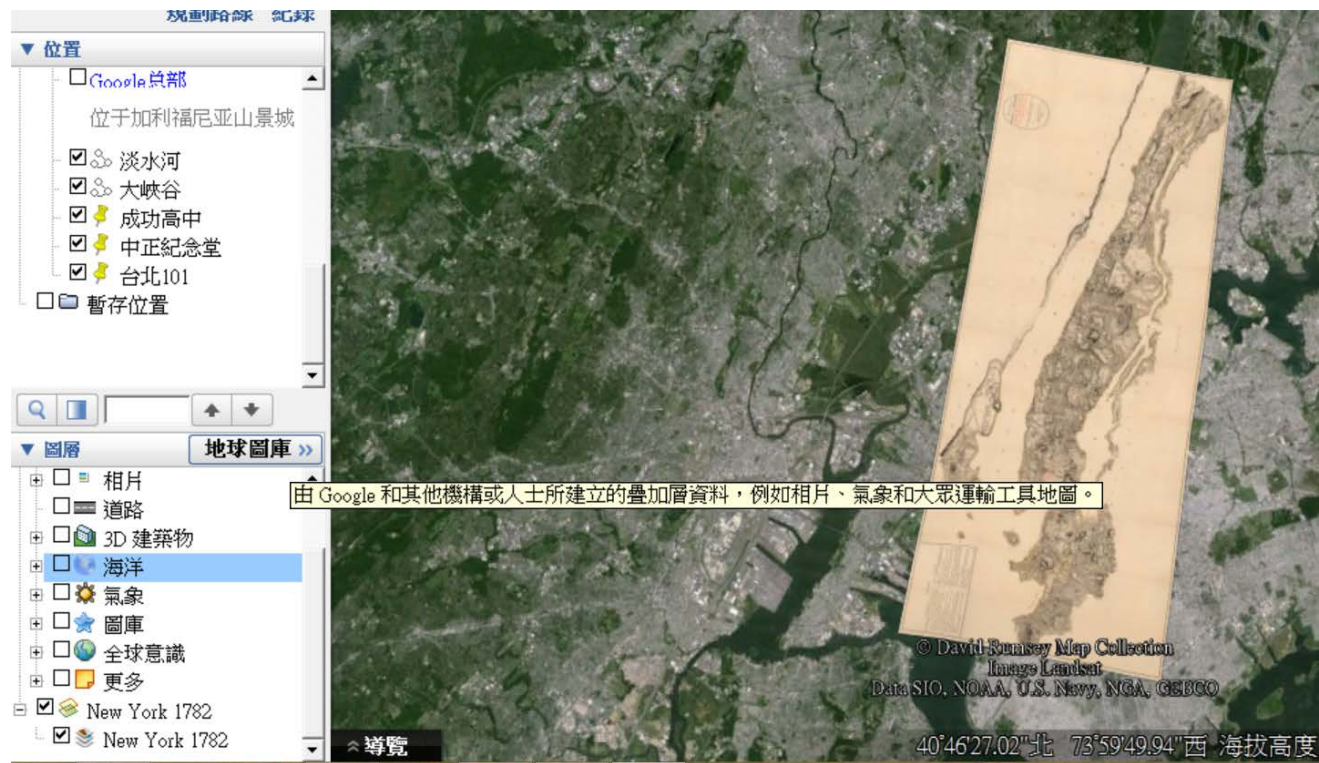 規劃路線 紀錄
▼ 位置
Google总部
位于加利福尼亚山景城
淡水河
大峽谷
成功高中
中正紀念堂
台北101
暫存位置
▼ 圖層
地球圖庫 »
相片
由 Google 和其他機構或人士所建立的疊加層資料,例如相片、氣象和大眾運輸工具地圖。
道路
3D 建築物
海洋
氣象
圖庫
全球意識
更多
New York 1782
New York 1782
© David Rumsey Map Collection
Image Landsat
Data SIO, NOAA, U.S. Navy, NGA, GEBCO
導覽
40°46'27.02"北 73°59'49.94"西 海拔高度